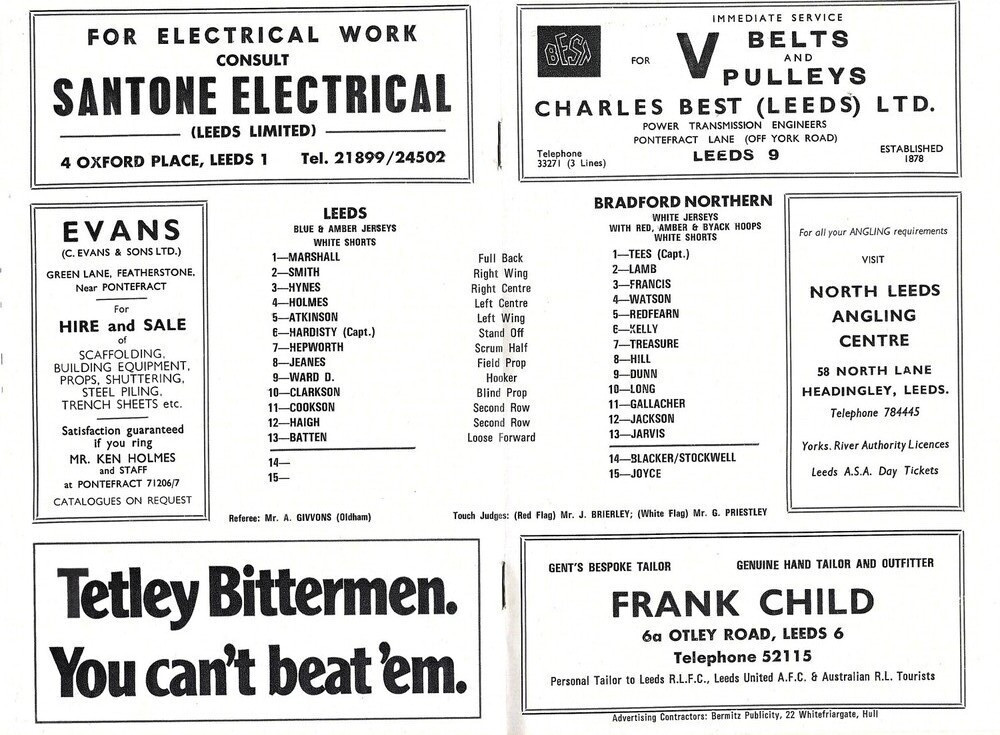 FOR ELECTRICAL WORK
CONSULT
SANTONE ELECTRICAL
(LEEDS LIMITED)
4 OXFORD PLACE, LEEDS 1 Tel. 21899/24502
BEST
IMMEDIATE SERVICE
FOR V BELTS
AND
PULLEYS
CHARLES BEST (LEEDS) LTD.
POWER TRANSMISSION ENGINEERS
PONTEFRACT LANE (OFF YORK ROAD)
Telephone
33271 (3 Lines)
LEEDS 9
ESTABLISHED
1878
EVANS
(C. EVANS & SONS LTD.)
GREEN LANE, FEATHERSTONE,
Near PONTEFRACT
For
HIRE and SALE
of
SCAFFOLDING,
BUILDING EQUIPMENT,
PROPS, SHUTTERING,
STEEL PILING,
TRENCH SHEETS etc.
Satisfaction guaranteed
if you ring
MR. KEN HOLMES
and STAFF
at PONTEFRACT 71206/7
CATALOGUES ON REQUEST
LEEDS
BLUE & AMBER JERSEYS
WHITE SHORTS
1—MARSHALL
2—SMITH
3—HYNES
4—HOLMES
5—ATKINSON
6—HARDISTY (Capt.)
7—HEPWORTH
8—JEANES
9—WARD D.
10—CLARKSON
11—COOKSON
12—HAIGH
13—BATTEN
14—
15—
Full Back
Right Wing
Right Centre
Left Centre
Left Wing
Stand Off
Scrum Half
Field Prop
Hooker
Blind Prop
Second Row
Second Row
Loose Forward
BRADFORD NORTHERN
WHITE JERSEYS
WITH RED, AMBER & BYACK HOOPS
WHITE SHORTS
1—TEES (Capt.)
2—LAMB
3—FRANCIS
4—WATSON
5—REDFEARN
6—KELLY
7—TREASURE
8—HILL
9—DUNN
10—LONG
11—GALLACHER
12—JACKSON
13—JARVIS
14—BLACKER/STOCKWELL
15—JOYCE
Referee: Mr. A. GIVVONS (Oldham) Touch Judges: (Red Flag) Mr. J. BRIERLEY; (White Flag) Mr. G. PRIESTLEY
For all your ANGLING requirements
VISIT
NORTH LEEDS
ANGLING
CENTRE
58 NORTH LANE
HEADINGLEY, LEEDS.
Telephone 784445
Yorks. River Authority Licences
Leeds A.S.A. Day Tickets
Tetley Bittermen.
You can't beat 'em.
GENT'S BESPOKE TAILOR GENUINE HAND TAILOR AND OUTFITTER
FRANK CHILD
6a OTLEY ROAD, LEEDS 6
Telephone 52115
Personal Tailor to Leeds R.L.F.C., Leeds United A.F.C. & Australian R.L. Tourists
Advertising Contractors: Bermitz Publicity, 22 Whitefriargate, Hull